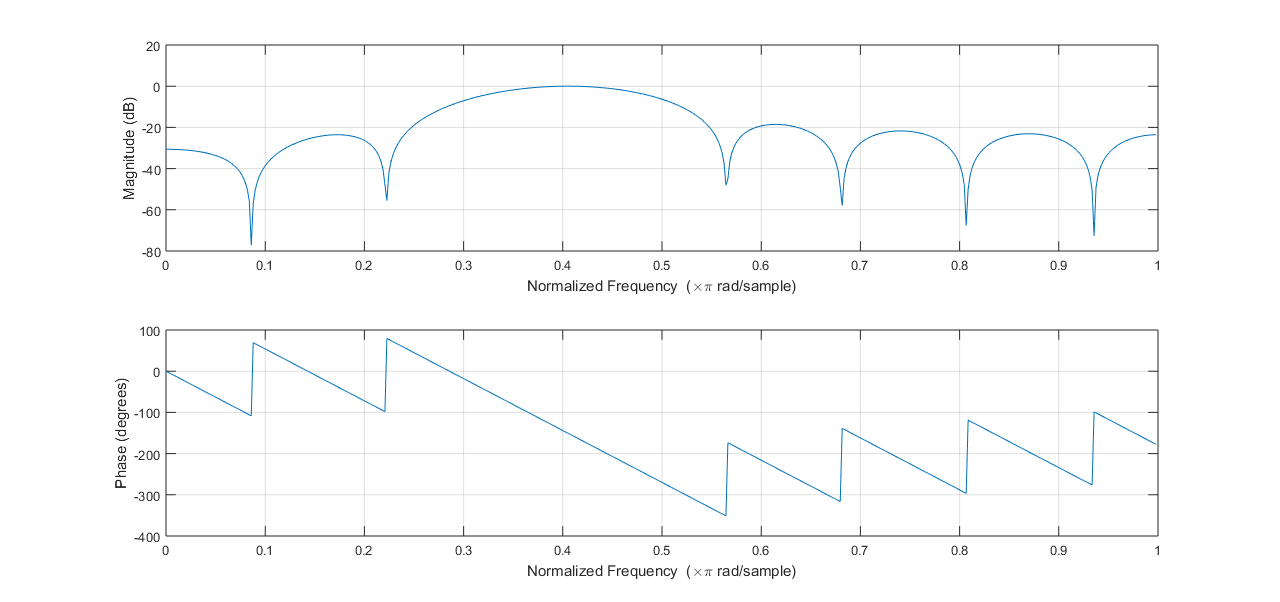 20
0
-20
-40
-60
-80
Magnitude (dB)
0 0.1 0.2 0.3 0.4 0.5 0.6 0.7 0.8 0.9 1
Normalized Frequency (×π rad/sample)
100
0
-100
-200
-300
-400
Phase (degrees)
0 0.1 0.2 0.3 0.4 0.5 0.6 0.7 0.8 0.9 1
Normalized Frequency (×π rad/sample)